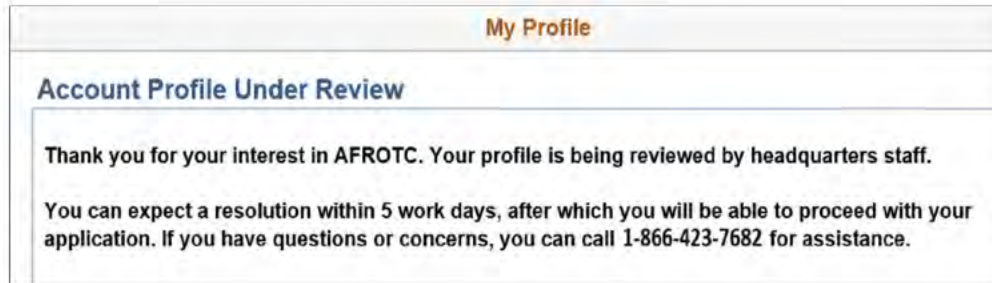 My Profile
Account Profile Under Review
Thank you for your interest in AFROTC. Your profile is being reviewed by headquarters staff.
You can expect a resolution within 5 work days, after which you will be able to proceed with your
application. If you have questions or concerns, you can call 1-866-423-7682 for assistance.